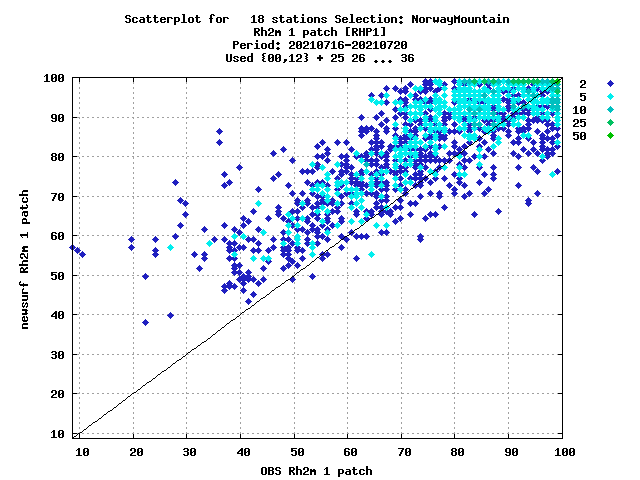 Scatterplot for   18 stations Selection: NorwayMountain
Rh2m 1 patch [RHP1]
Period: 20210716-20210720
Used {00,12} + 25 26 ... 36
100
90
80
70
60
50
40
30
20
10
newsurf Rh2m 1 patch
10 20 30 40 50 60 70 80 90 100
OBS Rh2m 1 patch
2
5
10
25
50